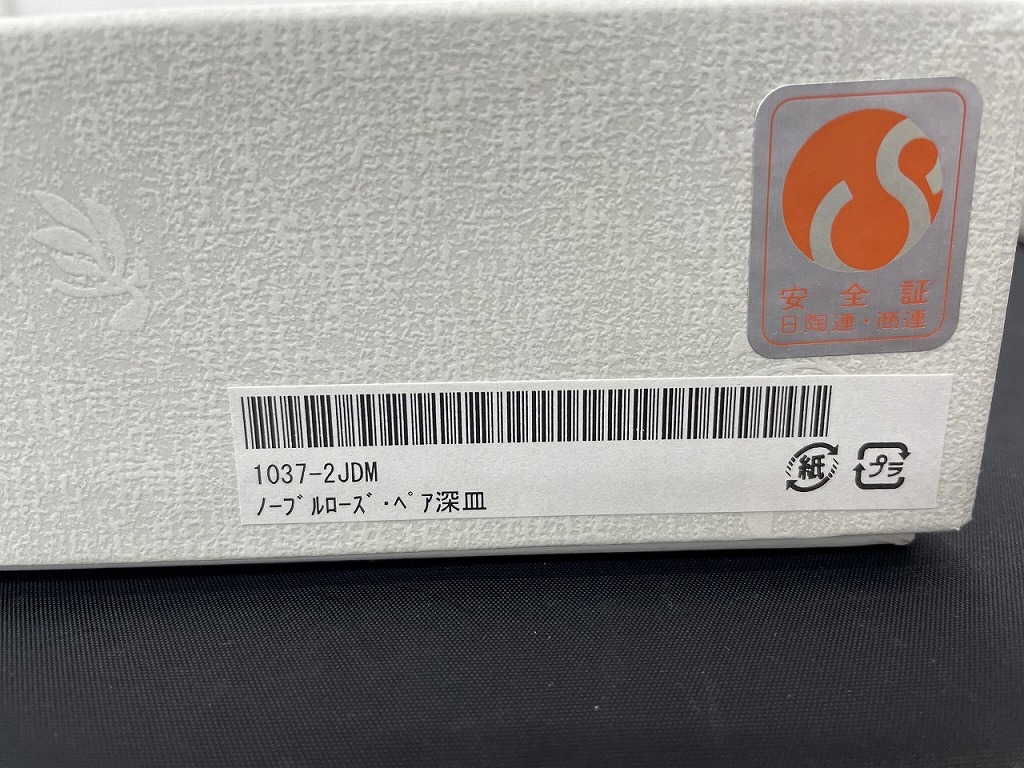 安全証
日陶連・商連
1037-2JDM
ﾉｰﾌﾞﾙﾛｰｽﾞ・ﾍﾟｱ深皿
紙
プラ